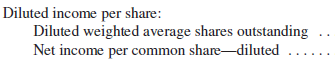 Diluted income per share:
Diluted weighted average shares outstanding . .
Net income per common share—diluted . . . . . .